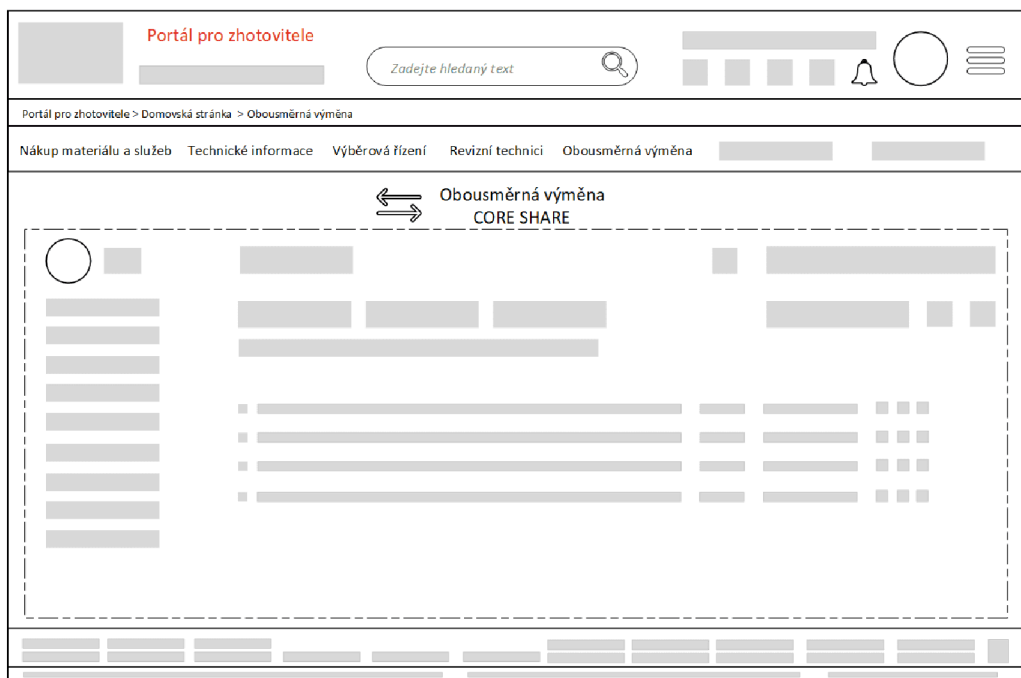 Portál pro zhotovitele
Zadejte hledaný text
Portál pro zhotovitele > Domovská stránka > Obousměrná výměna
Nákup materiálu a služeb Technické informace Výběrová řízení Revizní technici Obousměrná výměna
Obousměrná výměna
CORE SHARE